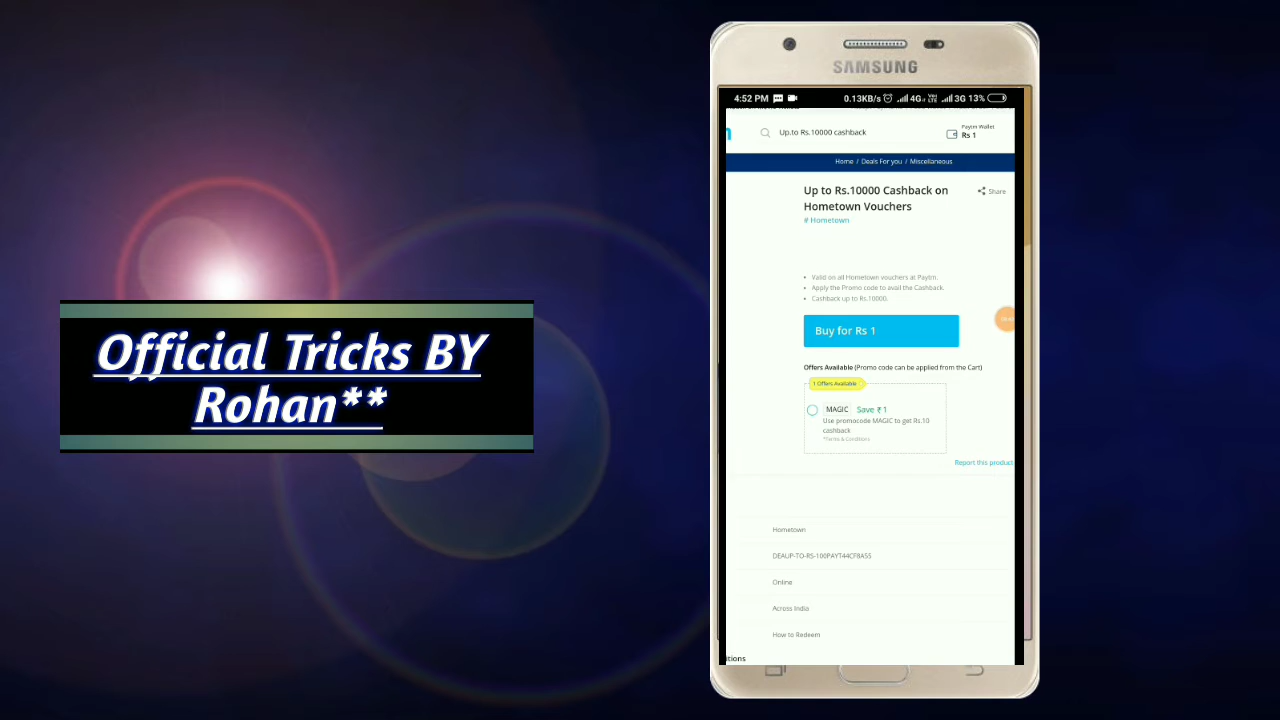 Official Tricks BY
Rohan**
SAMSUNG
4:52 PM 0.13KB/s 4G 3G 13%
Up.to Rs.10000 cashback
Paytm Wallet
Rs 1
Home / Deals For you / Miscellaneous
Up to Rs.10000 Cashback on
Hometown Vouchers
Share
# Hometown
Valid on all Hometown vouchers at Paytm.
Apply the Promo code to avail the Cashback.
Cashback up to Rs.10000.
Buy for Rs 1
Offers Available (Promo code can be applied from the Cart)
1 Offers Available
MAGIC Save ₹ 1
Use promocode MAGIC to get Rs.10
cashback
*Terms & Conditions
Report this product
Hometown
Online
Across India
How to Redeem
itions